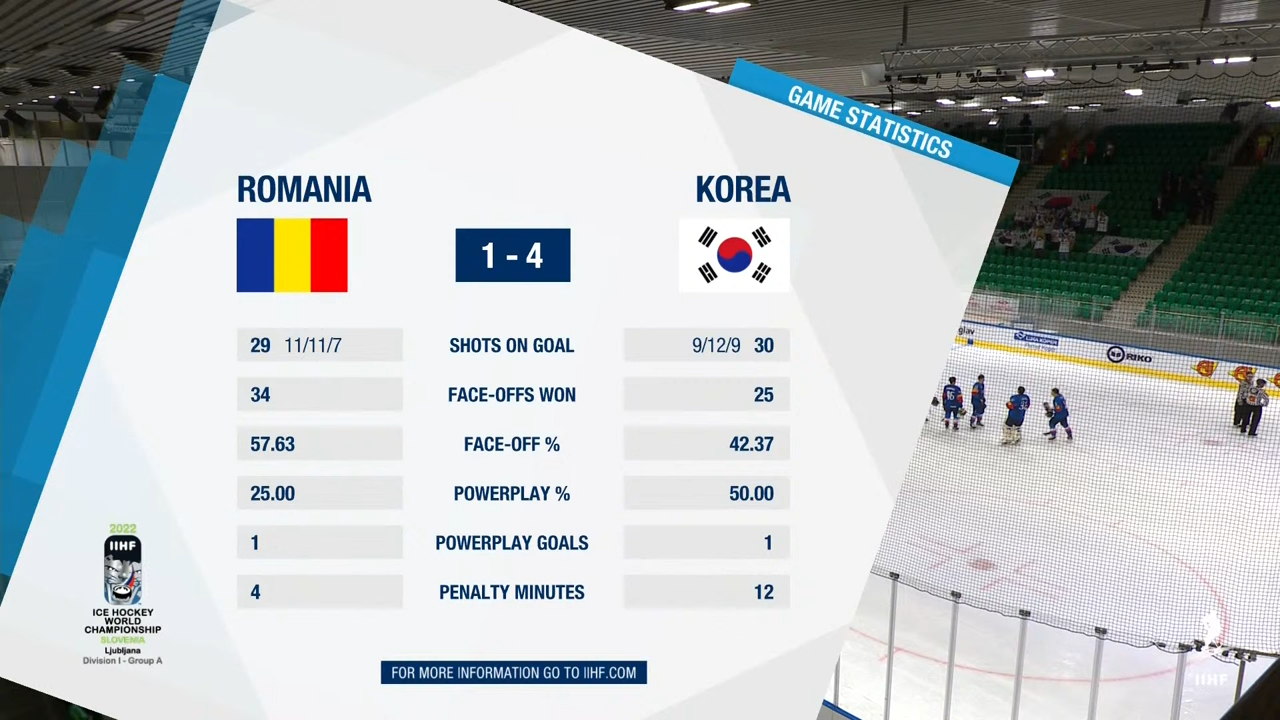 GAME STATISTICS
ROMANIA
KOREA
1 - 4
29 11/11/7 SHOTS ON GOAL 9/12/9 30
34 FACE-OFFS WON 25
57.63 FACE-OFF % 42.37
25.00 POWERPLAY % 50.00
1 POWERPLAY GOALS 1
4 PENALTY MINUTES 12
2022
IIHF
ICE HOCKEY
WORLD
CHAMPIONSHIP
SLOVENIA
Ljubljana
Division I - Group A
FOR MORE INFORMATION GO TO IIHF.COM
RIKO
IIHF